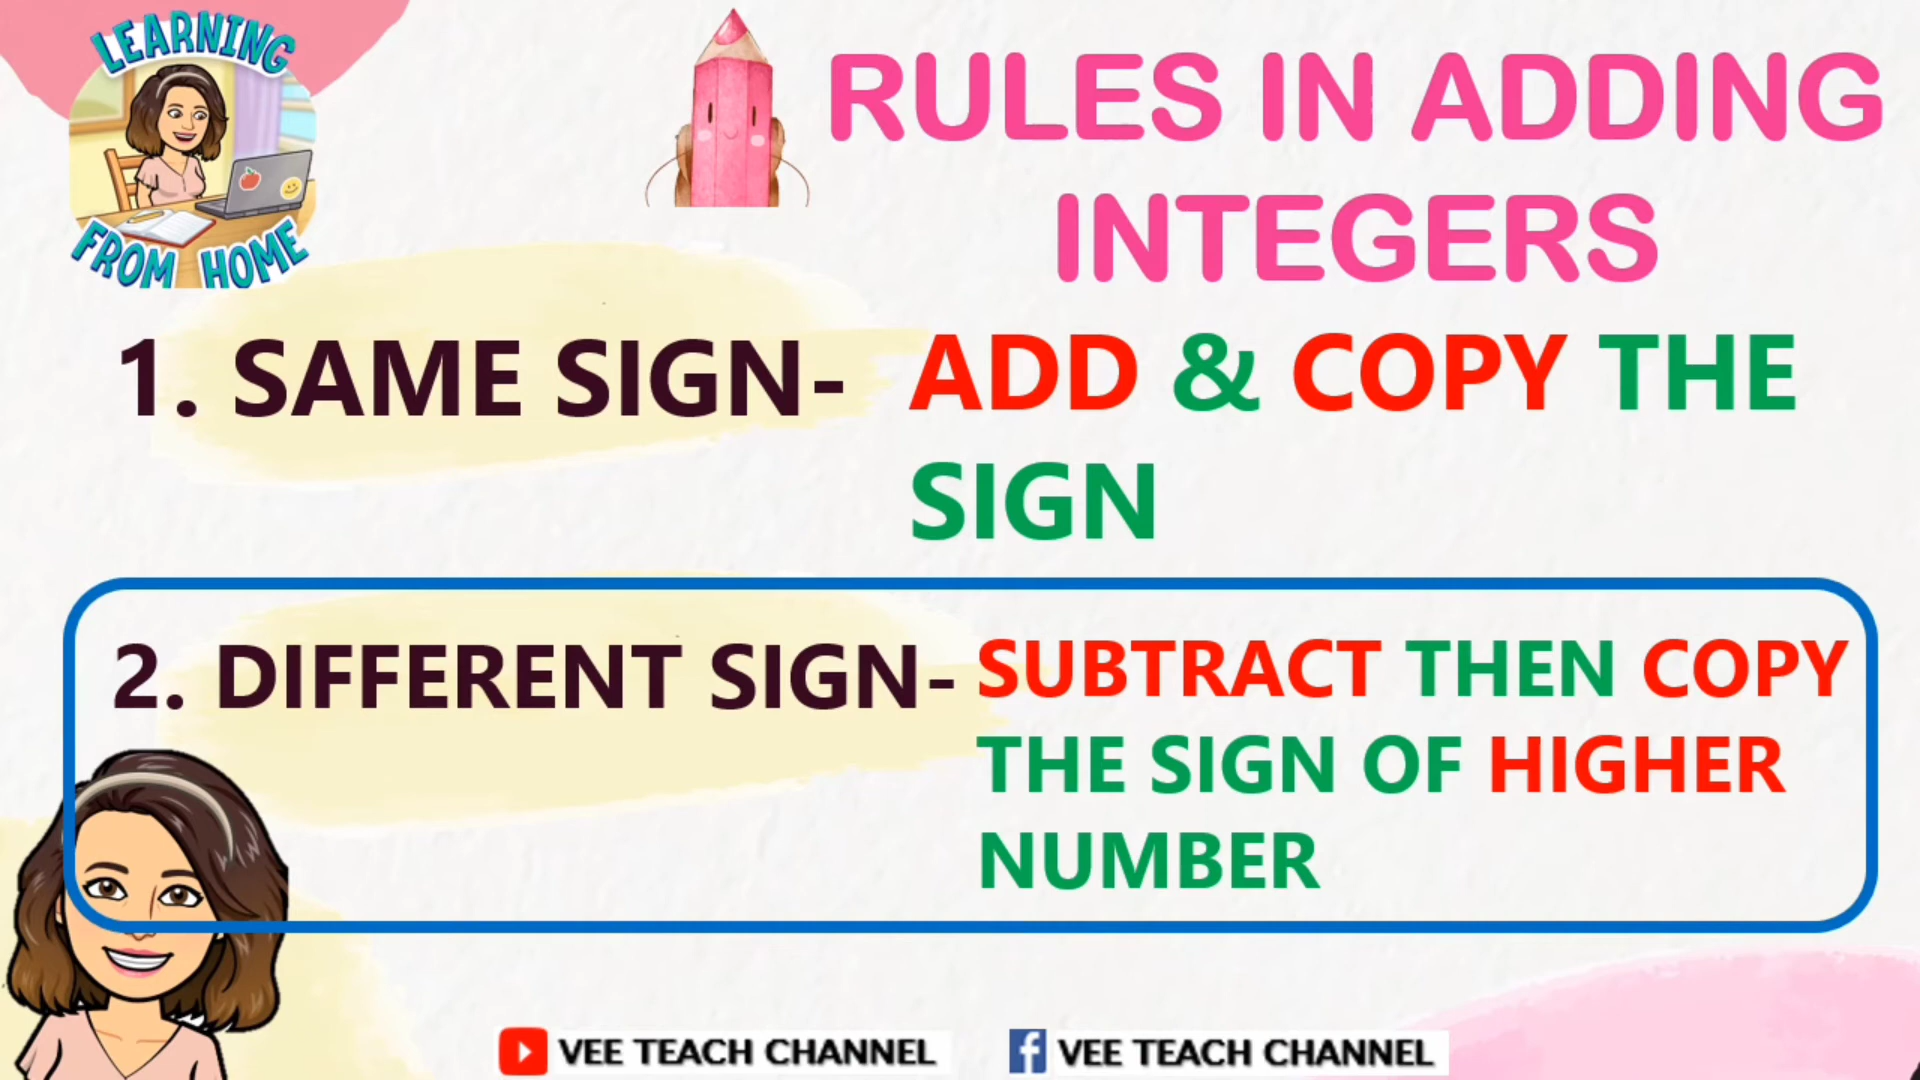 LEARNING
FROM HOME
RULES IN ADDING
INTEGERS
1. SAME SIGN- ADD & COPY THE
SIGN
2. DIFFERENT SIGN- SUBTRACT THEN COPY
THE SIGN OF HIGHER
NUMBER
VEE TEACH CHANNEL VEE TEACH CHANNEL